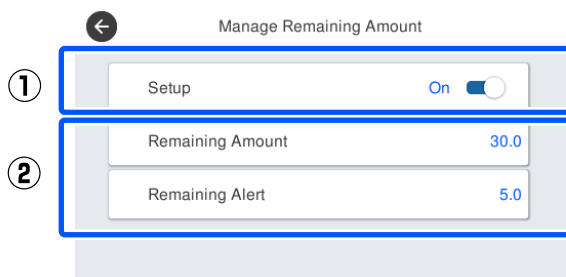 Manage Remaining Amount
① Setup On
② Remaining Amount 30.0
Remaining Alert 5.0